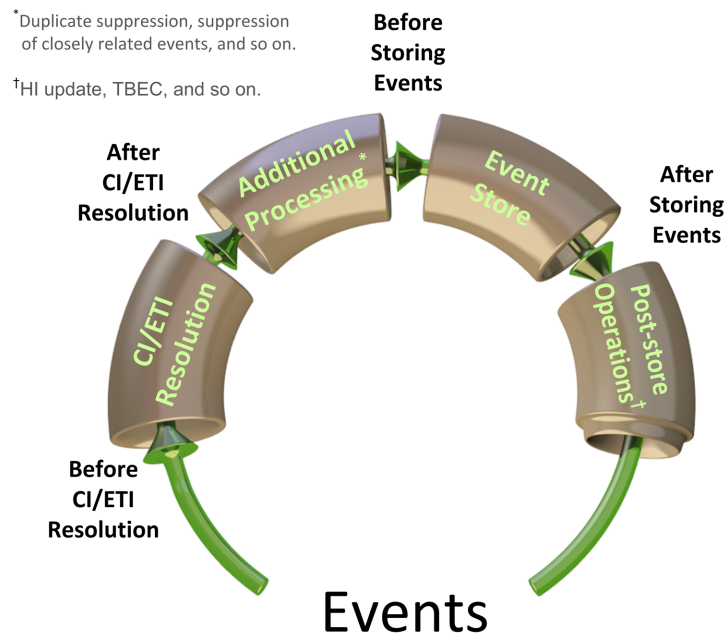 *Duplicate suppression, suppression
of closely related events, and so on.
†HI update, TBEC, and so on.
Before
Storing
Events
After
CI/ETI
Resolution
Additional
Processing*
Event
Store
After
Storing
Events
CI/ETI
Resolution
Post-store
Operations†
Before
CI/ETI
Resolution
Events